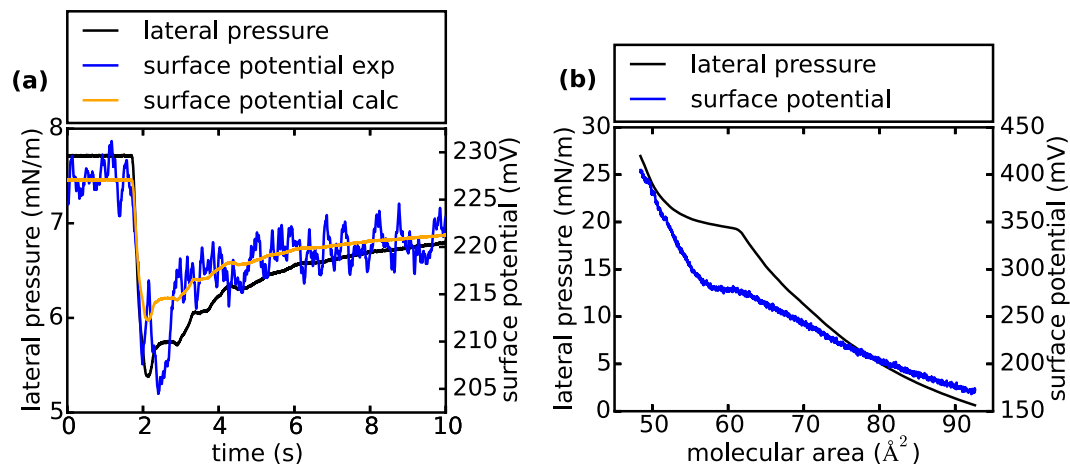 (a)
lateral pressure
surface potential exp
surface potential calc
lateral pressure (mN/m)
8
7
6
5
0 2 4 6 8 10
time (s)
230
225
220
215
210
205
surface potential (mV)
(b)
lateral pressure
surface potential
lateral pressure (mN/m)
30
25
20
15
10
5
0
50 60 70 80 90
molecular area (Å²)
450
400
350
300
250
200
150
surface potential (mV)